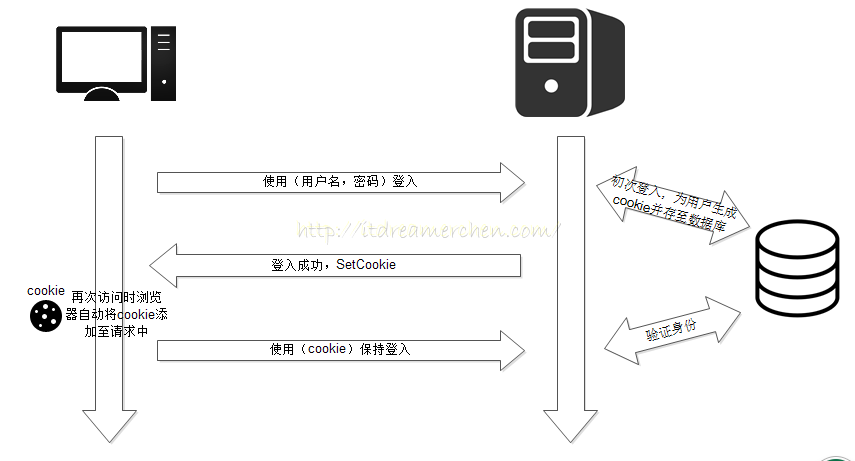 使用（用户名，密码）登入
初次登入，为用户生成
cookie并存至数据库
http://itdreamerchen.com/
登入成功，SetCookie
cookie
再次访问时浏览
器自动将cookie添
加至请求中
验证身份
使用（cookie）保持登入